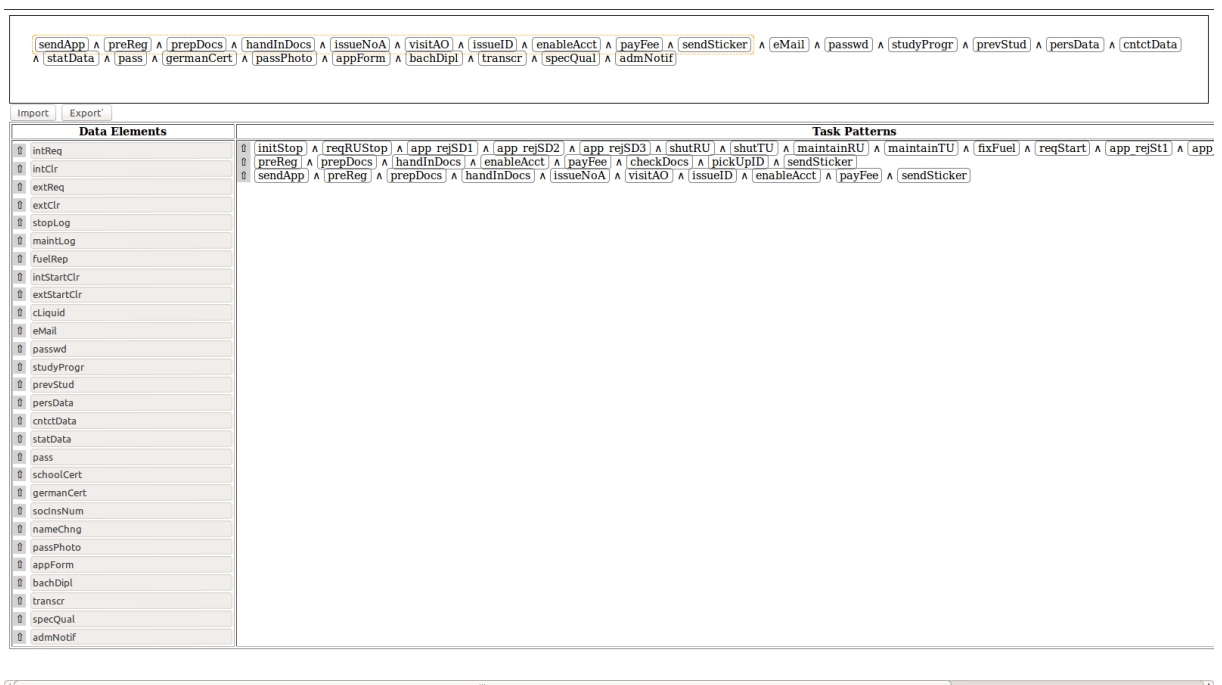 sendApp ∧ preReg ∧ prepDocs ∧ handInDocs ∧ issueNoA ∧ visitAO ∧ issueID ∧ enableAcct ∧ payFee ∧ sendSticker ∧ eMail ∧ passwd ∧ studyProgr ∧ prevStud ∧ persData ∧ cntctData
∧ statData ∧ pass ∧ germanCert ∧ passPhoto ∧ appForm ∧ bachDipl ∧ transcr ∧ specQual ∧ admNotif
Import Export`
Data Elements
⇧ intReq
⇧ intClr
⇧ extReq
⇧ extClr
⇧ stopLog
⇧ maintLog
⇧ fuelRep
⇧ intStartClr
⇧ extStartClr
⇧ cLiquid
⇧ eMail
⇧ passwd
⇧ studyProgr
⇧ prevStud
⇧ persData
⇧ cntctData
⇧ statData
⇧ pass
⇧ schoolCert
⇧ germanCert
⇧ socInsNum
⇧ nameChng
⇧ passPhoto
⇧ appForm
⇧ bachDipl
⇧ transcr
⇧ specQual
⇧ admNotif
Task Patterns
⇧ initStop ∧ reqRUStop ∧ app_rejSD1 ∧ app_rejSD2 ∧ app_rejSD3 ∧ shutRU ∧ shutTU ∧ maintainRU ∧ maintainTU ∧ fixFuel ∧ reqStart ∧ app_rejSt1 ∧ app_
⇧ preReg ∧ prepDocs ∧ handInDocs ∧ enableAcct ∧ payFee ∧ checkDocs ∧ pickUpID ∧ sendSticker
⇧ sendApp ∧ preReg ∧ prepDocs ∧ handInDocs ∧ issueNoA ∧ visitAO ∧ issueID ∧ enableAcct ∧ payFee ∧ sendSticker